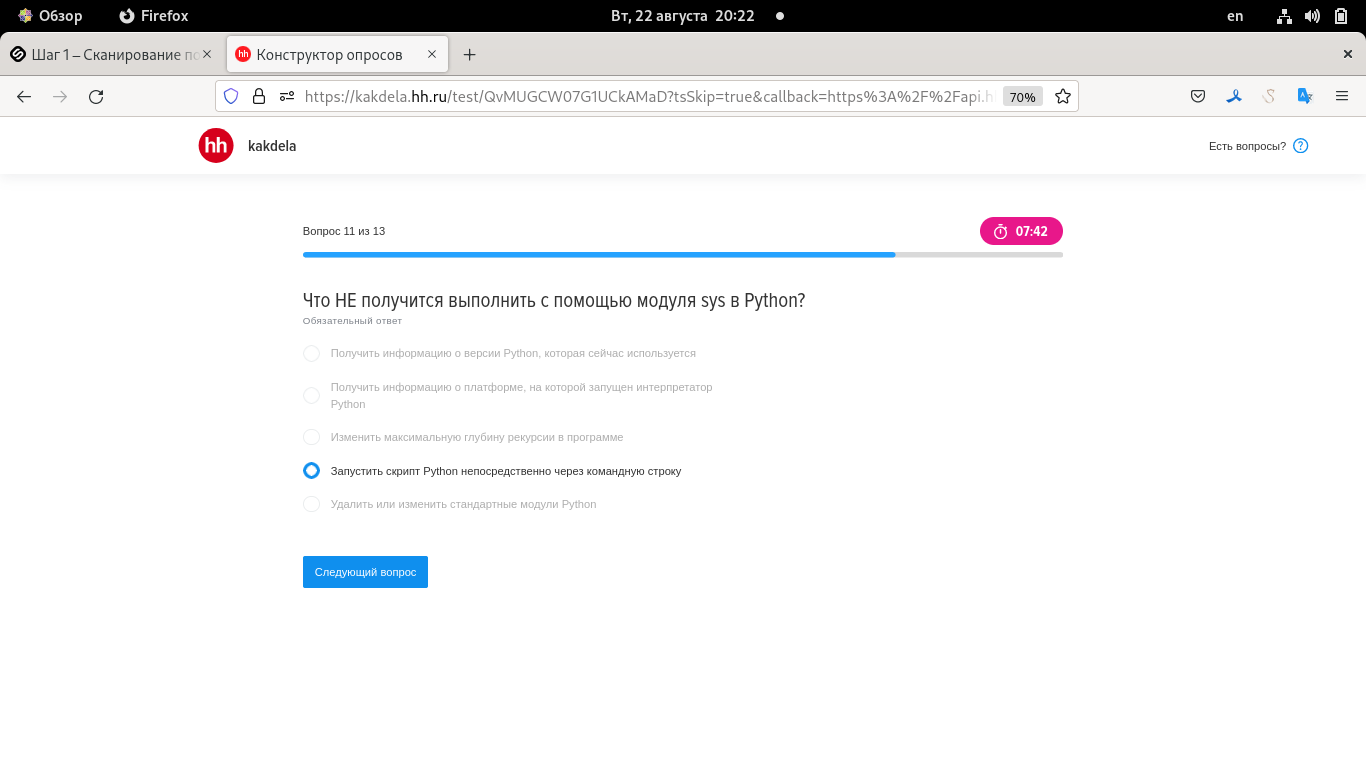 Обзор Firefox Вт, 22 августа 20:22 en
Шаг 1 – Сканирование по Конструктор опросов
https://kakdela.hh.ru/test/QvMUGCW07G1UCkAMaD?tsSkip=true&callback=https%3A%2F%2Fapi.h 70%
hh kakdela Есть вопросы?
Вопрос 11 из 13 07:42
Что НЕ получится выполнить с помощью модуля sys в Python?
Обязательный ответ
Получить информацию о версии Python, которая сейчас используется
Получить информацию о платформе, на которой запущен интерпретатор
Python
Изменить максимальную глубину рекурсии в программе
Запустить скрипт Python непосредственно через командную строку
Удалить или изменить стандартные модули Python
Следующий вопрос